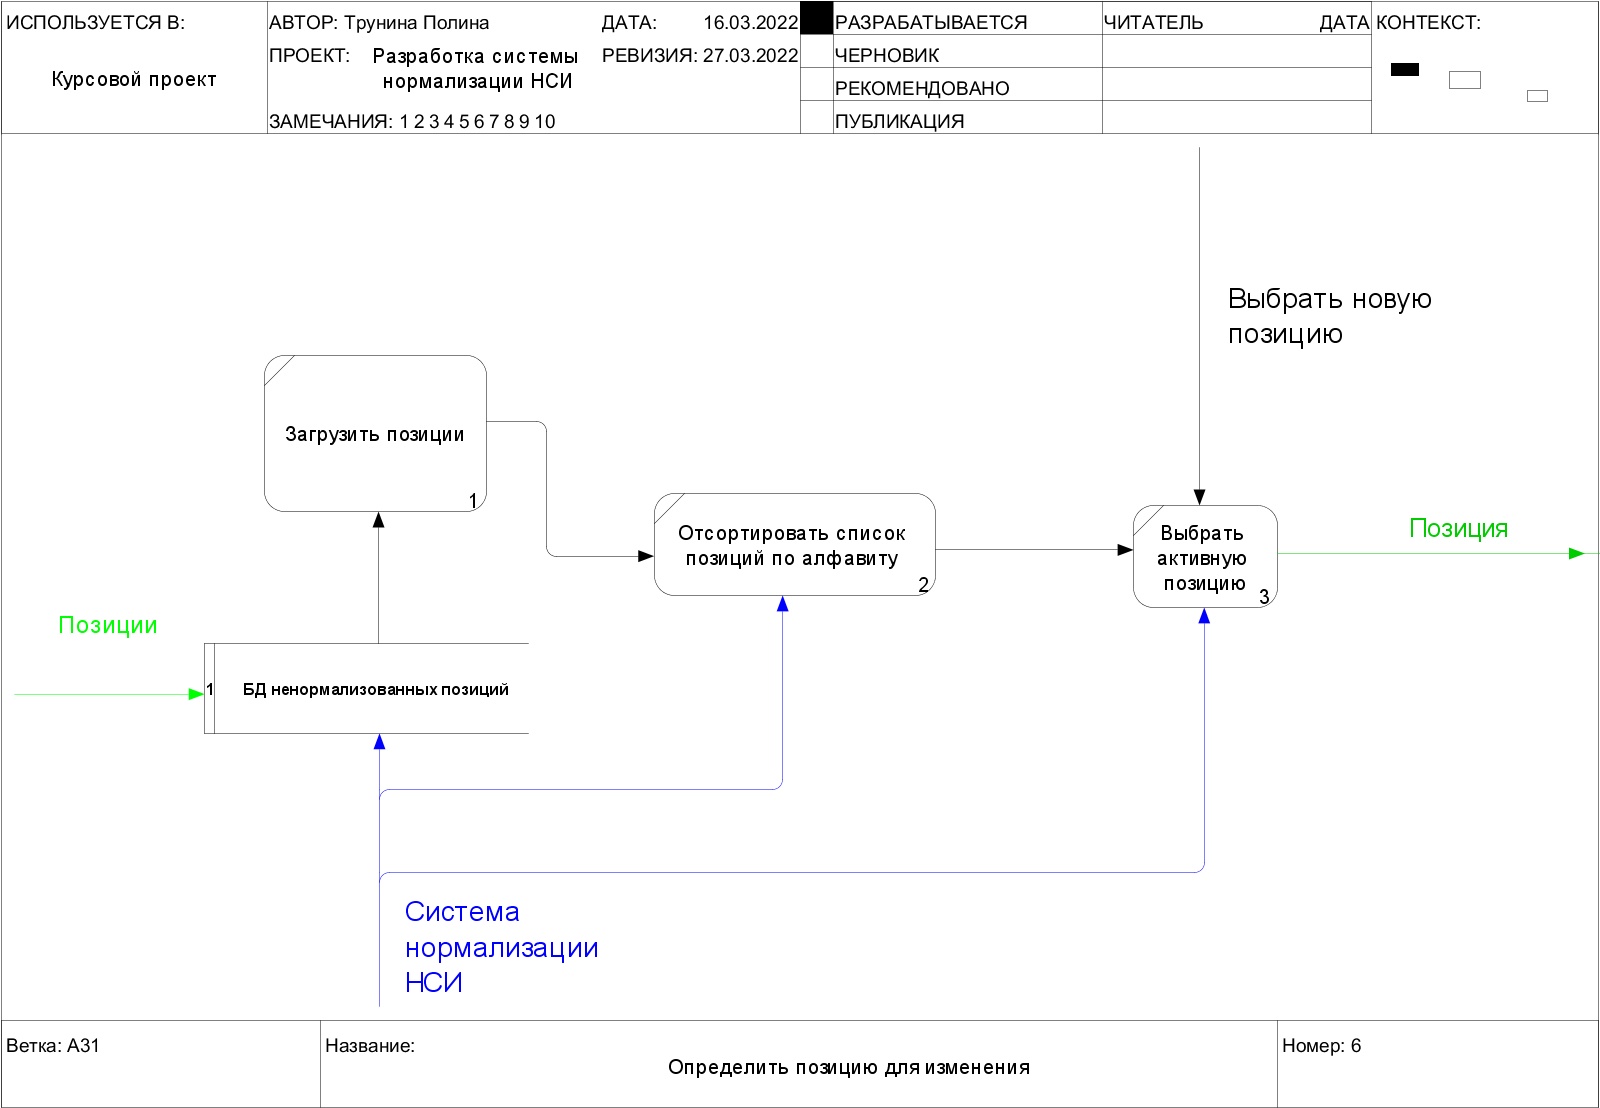 ИСПОЛЬЗУЕТСЯ В:
Курсовой проект
АВТОР: Трунина Полина
ДАТА: 16.03.2022
ПРОЕКТ: Разработка системы
нормализации НСИ
РЕВИЗИЯ: 27.03.2022
ЗАМЕЧАНИЯ: 1 2 3 4 5 6 7 8 9 10
РАЗРАБАТЫВАЕТСЯ
ЧЕРНОВИК
РЕКОМЕНДОВАНО
ПУБЛИКАЦИЯ
ЧИТАТЕЛЬ ДАТА
КОНТЕКСТ:
Выбрать новую
позицию
Загрузить позиции
1
Отсортировать список
позиций по алфавиту
2
Выбрать
активную
позицию
3
Позиция
Позиции
1 БД ненормализованных позиций
Система
нормализации
НСИ
Ветка: A31
Название:
Определить позицию для изменения
Номер: 6